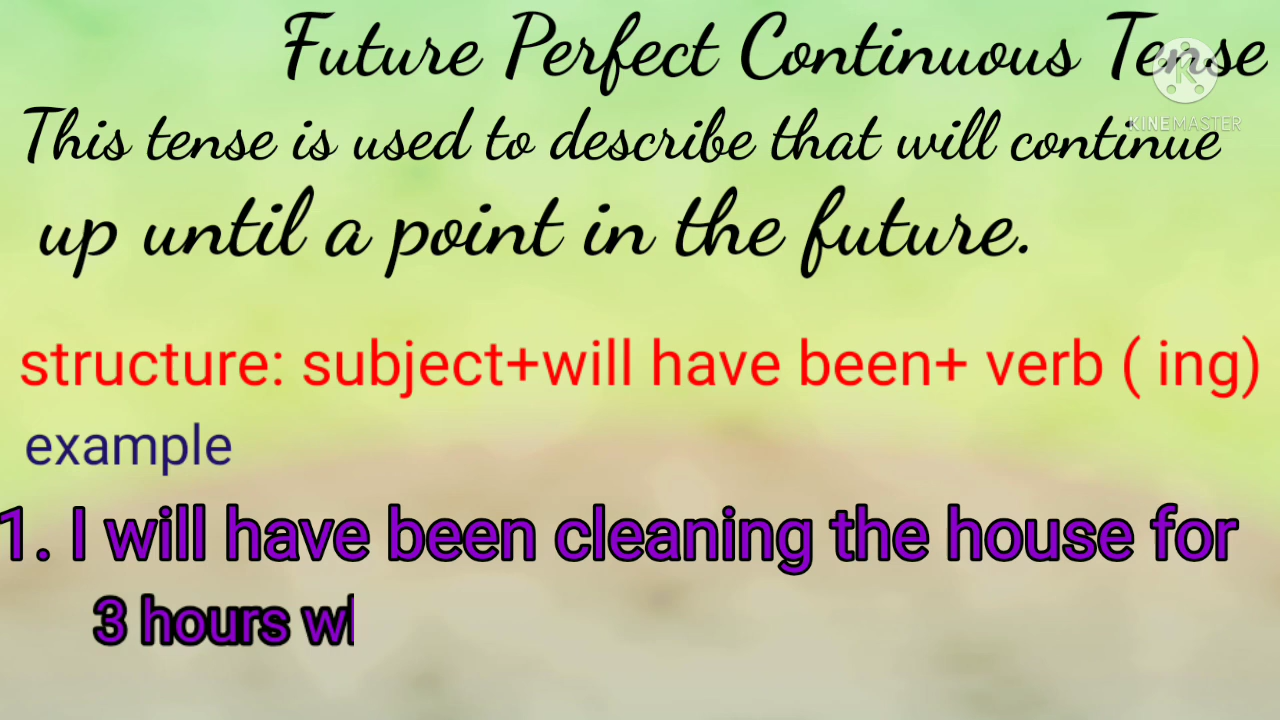 Future Perfect Continuous Tense
KINEMASTER
This tense is used to describe that will continue
up until a point in the future.
structure: subject+will have been+ verb ( ing)
example
1. I will have been cleaning the house for
3 hours